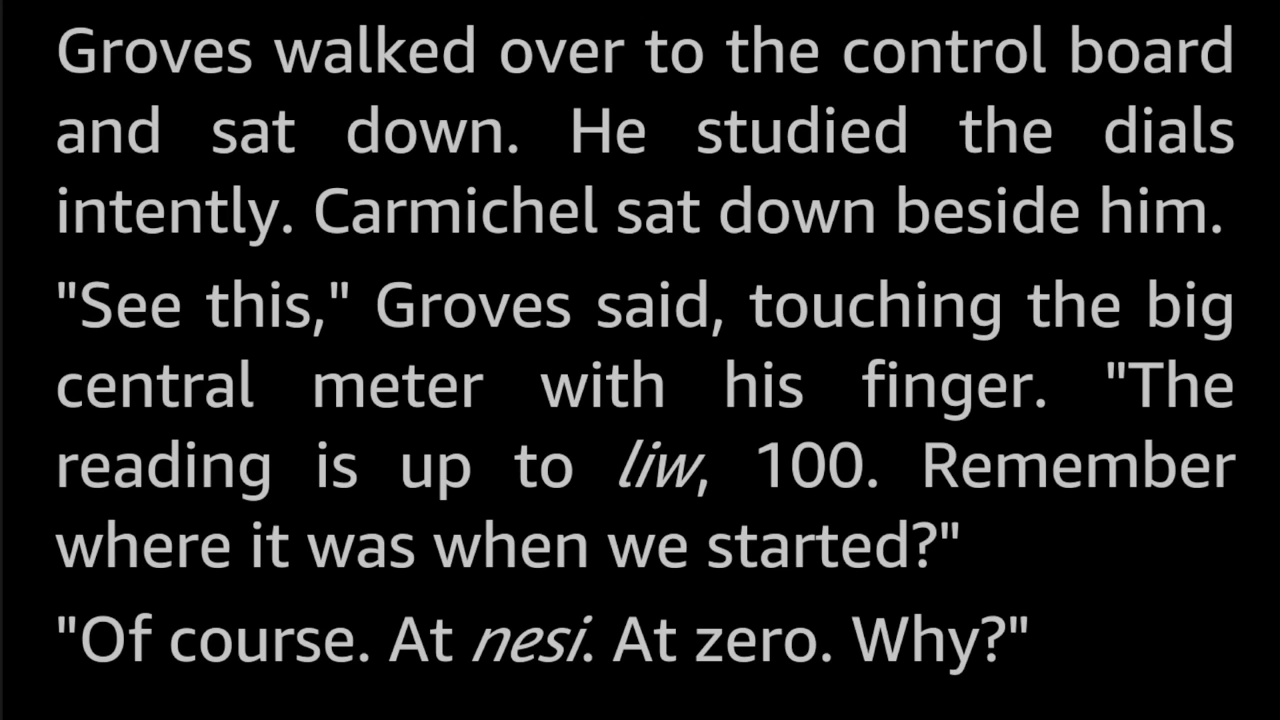 Groves walked over to the control board
and sat down. He studied the dials
intently. Carmichel sat down beside him.
"See this," Groves said, touching the big
central meter with his finger. "The
reading is up to liw, 100. Remember
where it was when we started?"
"Of course. At nesi. At zero. Why?"